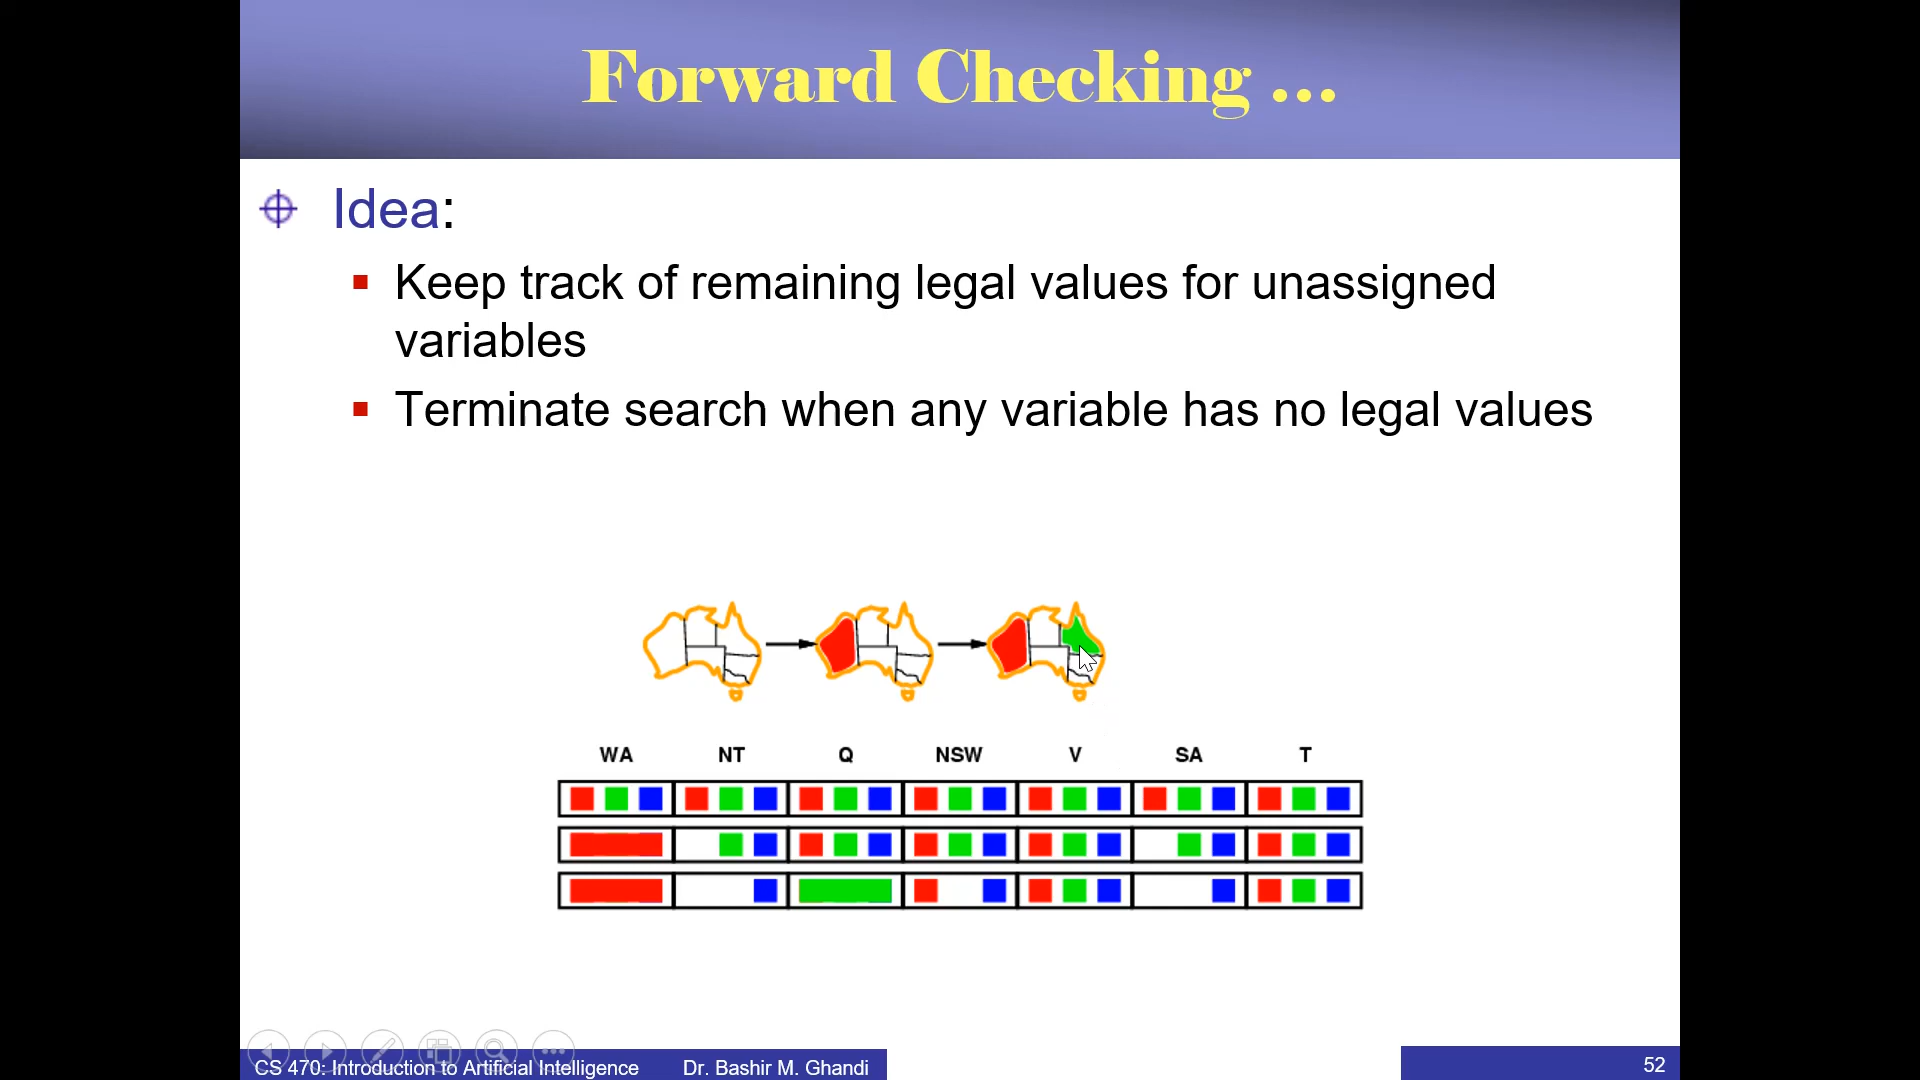 Forward Checking ...
Idea:
Keep track of remaining legal values for unassigned
variables
Terminate search when any variable has no legal values
WA NT Q NSW V SA T
CS 470: Introduction to Artificial Intelligence Dr. Bashir M. Ghandi 52